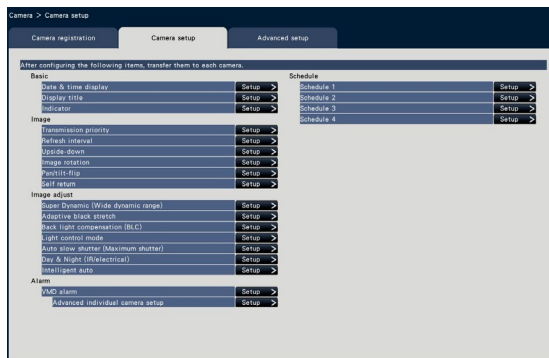 Camera > Camera setup
Camera registration
Camera setup
Advanced setup
After configuring the following items, transfer them to each camera.
Basic
Date & time display Setup >
Display title Setup >
Indicator Setup >
Image
Transmission priority Setup >
Refresh interval Setup >
Upside-down Setup >
Image rotation Setup >
Pan/tilt-flip Setup >
Self return Setup >
Image adjust
Super Dynamic (Wide dynamic range) Setup >
Adaptive black stretch Setup >
Back light compensation (BLC) Setup >
Light control mode Setup >
Auto slow shutter (Maximum shutter) Setup >
Day & Night (IR/electrical) Setup >
Intelligent auto Setup >
Alarm
VMD alarm Setup >
Advanced individual camera setup Setup >
Schedule
Schedule 1 Setup >
Schedule 2 Setup >
Schedule 3 Setup >
Schedule 4 Setup >